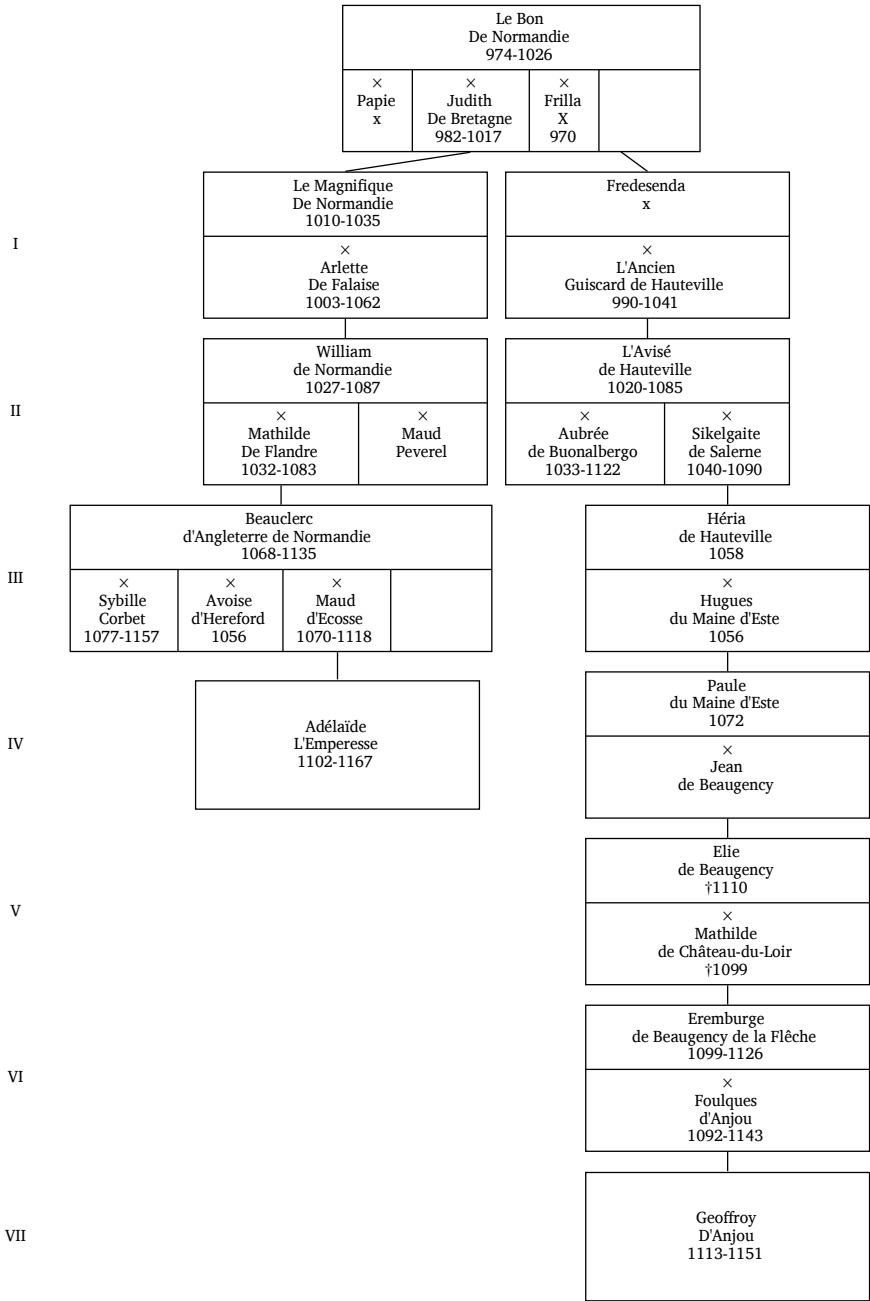 Le Bon
De Normandie
974-1026
×
Papie
x
×
Judith
De Bretagne
982-1017
×
Frilla
X
970
I
Le Magnifique
De Normandie
1010-1035
×
Arlette
De Falaise
1003-1062
Fredesenda
x
×
L'Ancien
Guiscard de Hauteville
990-1041
II
William
de Normandie
1027-1087
×
Mathilde
De Flandre
1032-1083
×
Maud
Peverel
L'Avisé
de Hauteville
1020-1085
×
Aubrée
de Buonalbergo
1033-1122
×
Sikelgaite
de Salerne
1040-1090
III
Beauclerc
d'Angleterre de Normandie
1068-1135
×
Sybille
Corbet
1077-1157
×
Avoise
d'Hereford
1056
×
Maud
d'Ecosse
1070-1118
Héria
de Hauteville
1058
×
Hugues
du Maine d'Este
1056
IV
Adélaïde
L'Emperesse
1102-1167
Paule
du Maine d'Este
1072
×
Jean
de Beaugency
V
Elie
de Beaugency
†1110
×
Mathilde
de Château-du-Loir
†1099
VI
Eremburge
de Beaugency de la Flêche
1099-1126
×
Foulques
d'Anjou
1092-1143
VII
Geoffroy
D'Anjou
1113-1151